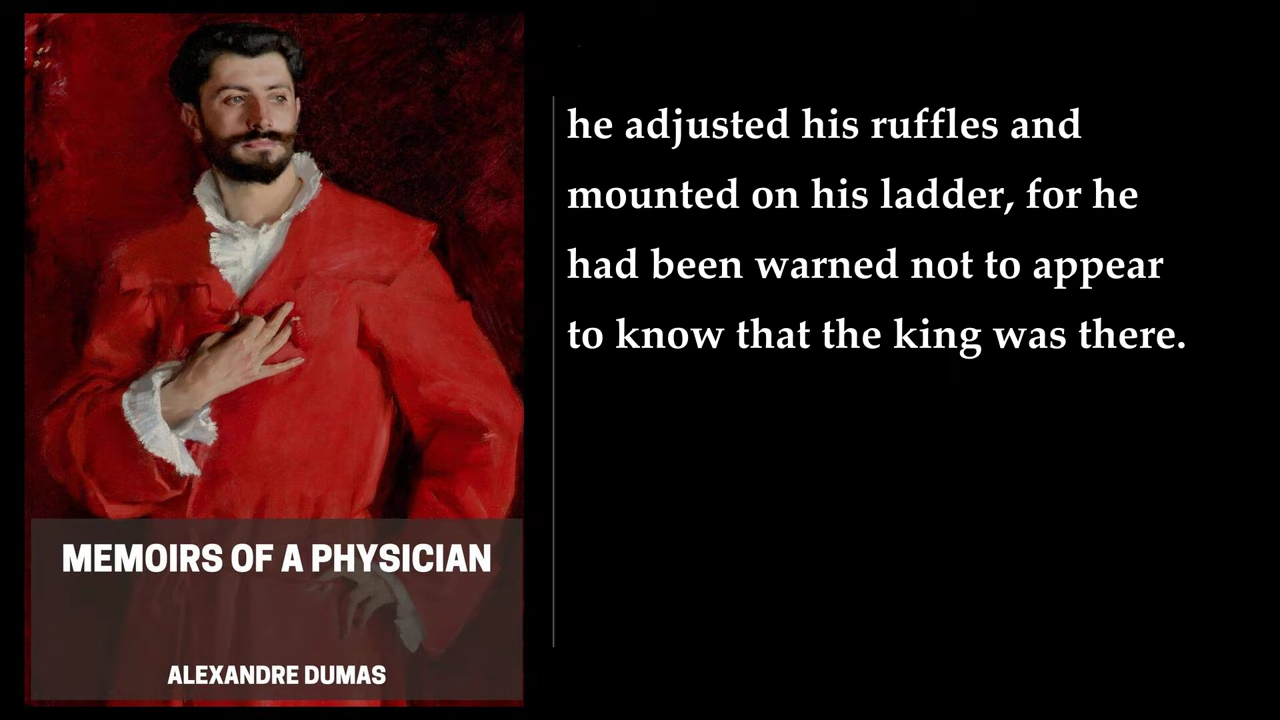 he adjusted his ruffles and
mounted on his ladder, for he
had been warned not to appear
to know that the king was there.
MEMOIRS OF A PHYSICIAN
ALEXANDRE DUMAS